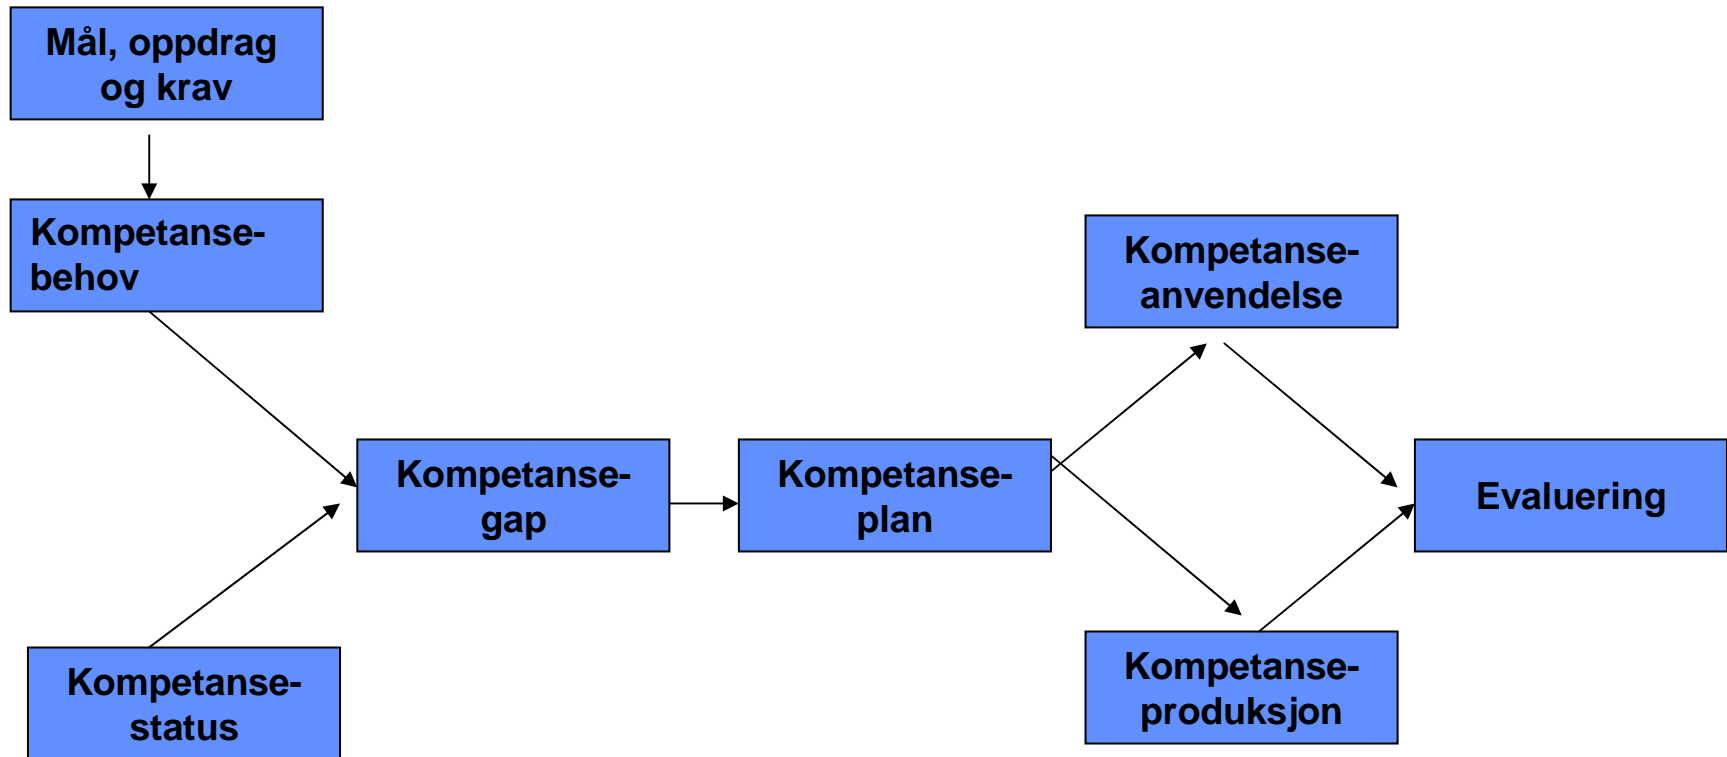 Mål, oppdrag
og krav
Kompetanse-
behov
Kompetanse-
anvendelse
Kompetanse-
gap
Kompetanse-
plan
Evaluering
Kompetanse-
status
Kompetanse-
produksjon